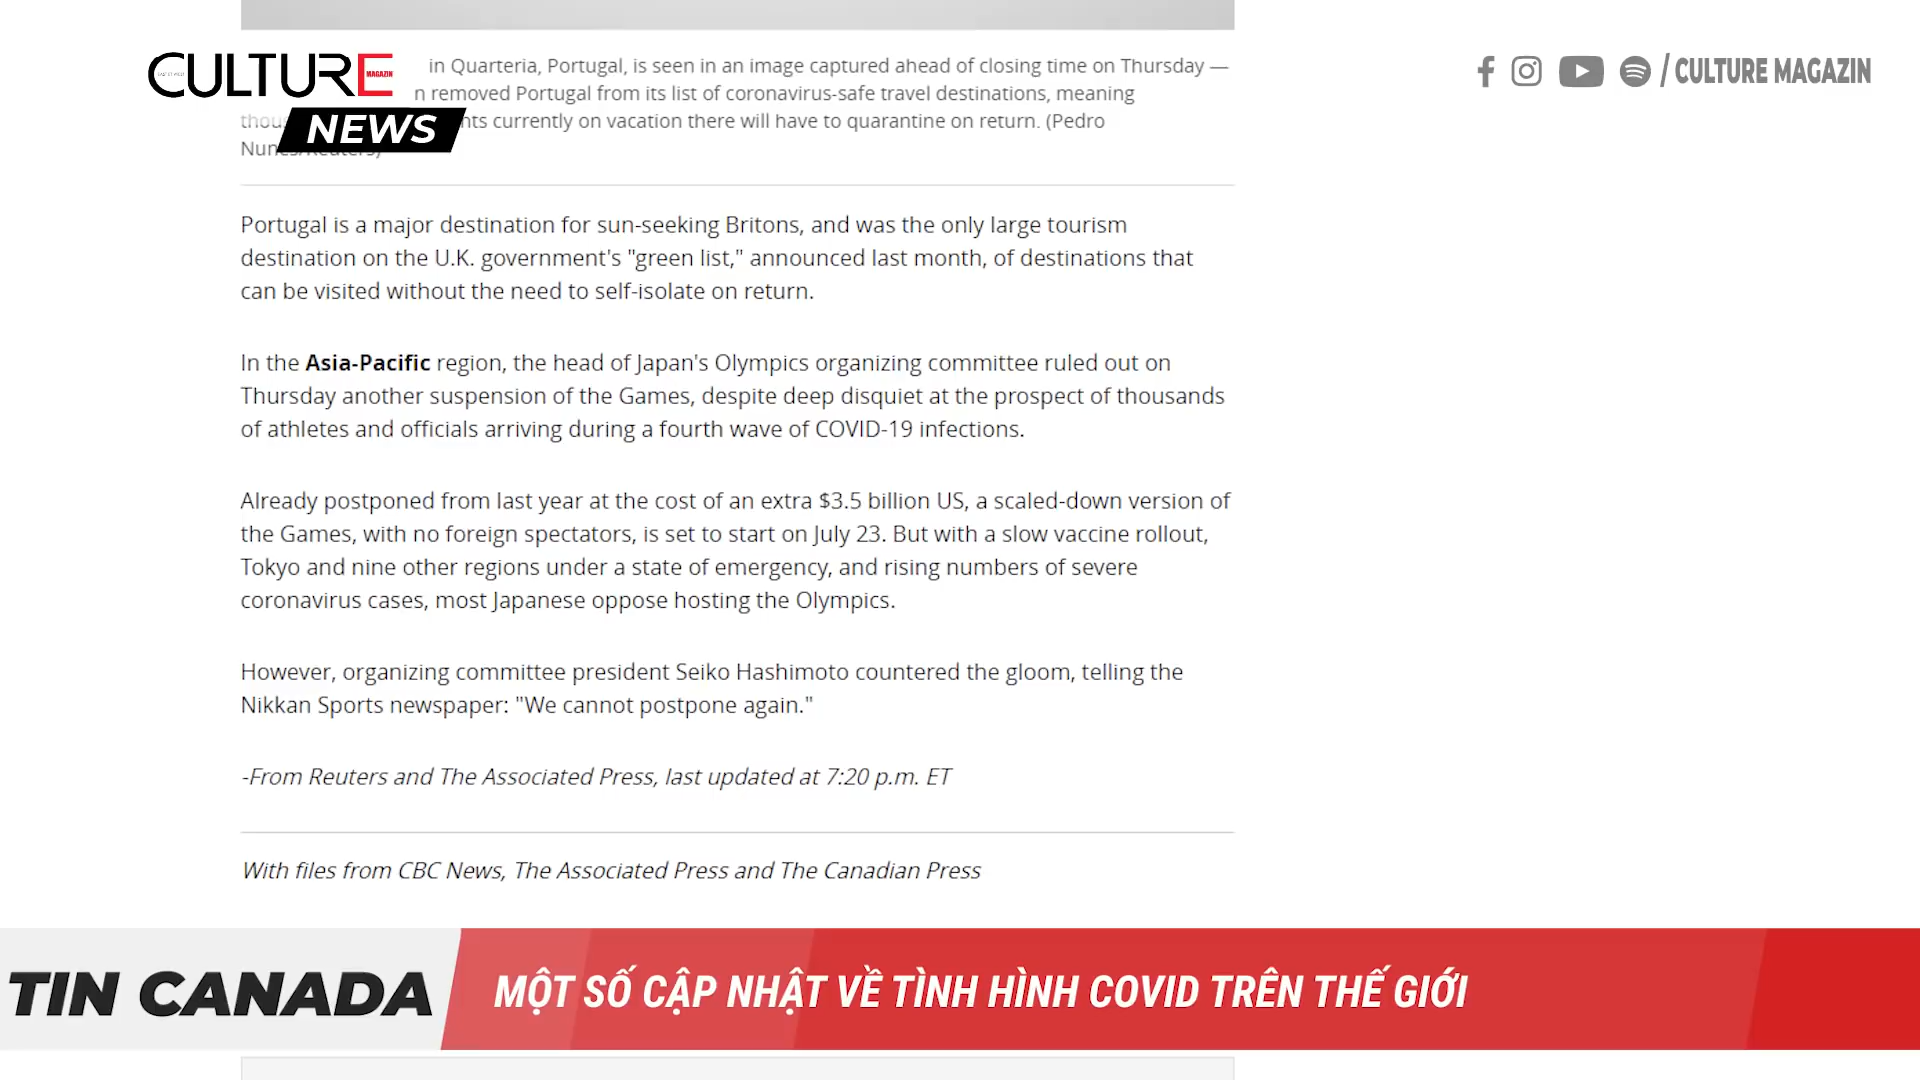 CULTURE
MAGAZIN
NEWS
/ CULTURE MAGAZIN
in Quarteria, Portugal, is seen in an image captured ahead of closing time on Thursday —
removed Portugal from its list of coronavirus-safe travel destinations, meaning
currently on vacation there will have to quarantine on return. (Pedro
Portugal is a major destination for sun-seeking Britons, and was the only large tourism
destination on the U.K. government's "green list," announced last month, of destinations that
can be visited without the need to self-isolate on return.
In the Asia-Pacific region, the head of Japan's Olympics organizing committee ruled out on
Thursday another suspension of the Games, despite deep disquiet at the prospect of thousands
of athletes and officials arriving during a fourth wave of COVID-19 infections.
Already postponed from last year at the cost of an extra $3.5 billion US, a scaled-down version of
the Games, with no foreign spectators, is set to start on July 23. But with a slow vaccine rollout,
Tokyo and nine other regions under a state of emergency, and rising numbers of severe
coronavirus cases, most Japanese oppose hosting the Olympics.
However, organizing committee president Seiko Hashimoto countered the gloom, telling the
Nikkan Sports newspaper: "We cannot postpone again."
-From Reuters and The Associated Press, last updated at 7:20 p.m. ET
With files from CBC News, The Associated Press and The Canadian Press
TIN CANADA
MỘT SỐ CẬP NHẬT VỀ TÌNH HÌNH COVID TRÊN THẾ GIỚI